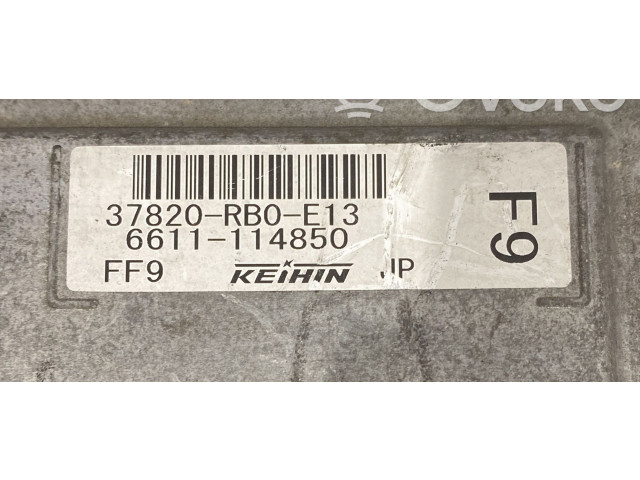 37820-RB0-E13
6611-114850
FF9 KEIHIN JP
F9